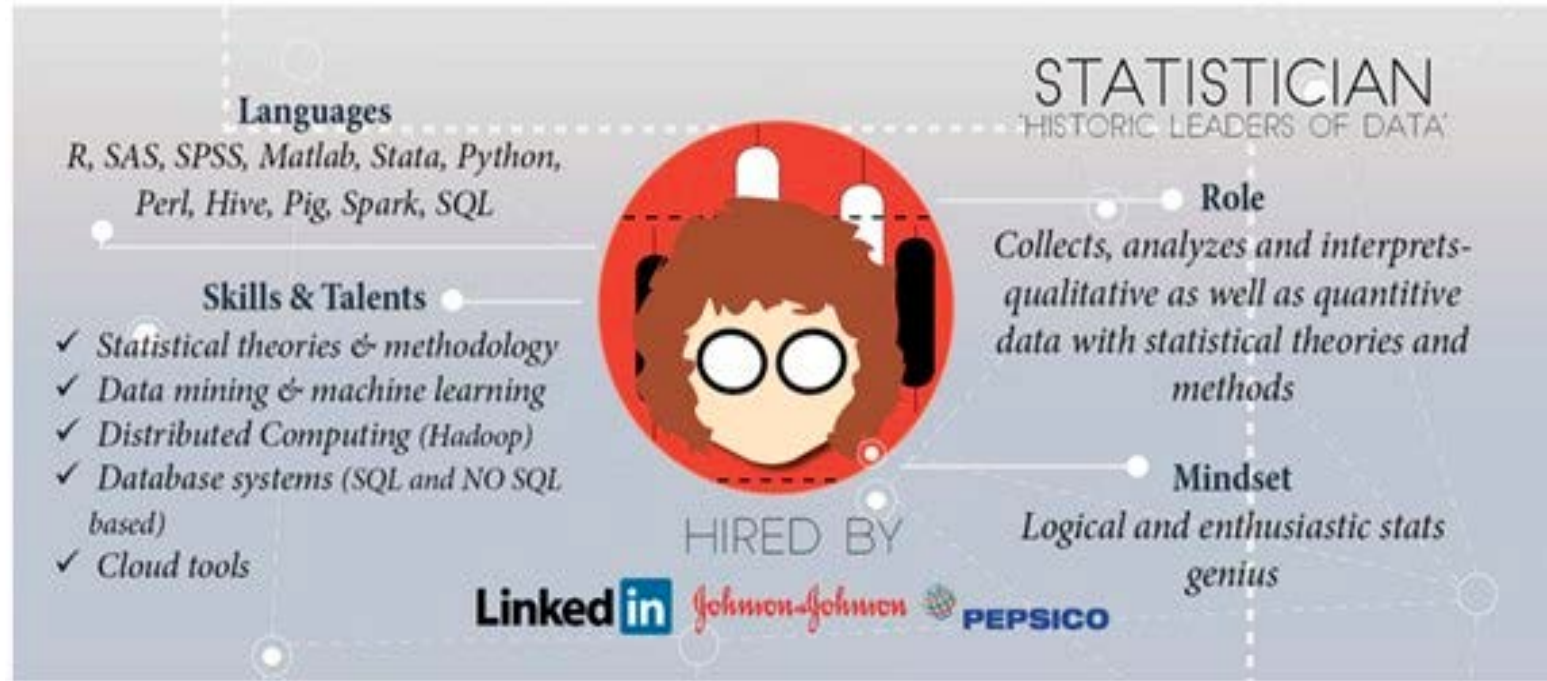 STATISTICIAN
'HISTORIC LEADERS OF DATA'
Languages
R, SAS, SPSS, Matlab, Stata, Python,
Perl, Hive, Pig, Spark, SQL
Skills & Talents
✓ Statistical theories & methodology
✓ Data mining & machine learning
✓ Distributed Computing (Hadoop)
✓ Database systems (SQL and NO SQL
based)
✓ Cloud tools
Role
Collects, analyzes and interprets-
qualitative as well as quantitive
data with statistical theories and
methods
Mindset
Logical and enthusiastic stats
genius
HIRED BY
Linked in Johnson&Johnson PEPSICO